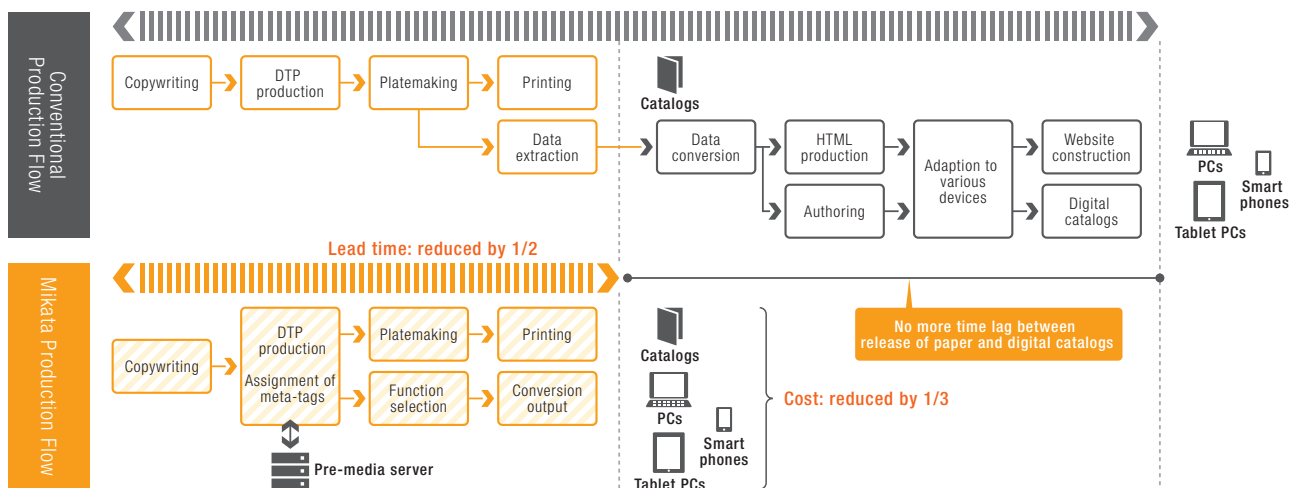 Conventional
Production Flow
Copywriting
DTP
production
Platemaking
Printing
Data
extraction
Catalogs
Data
conversion
HTML
production
Authoring
Adaption to
various
devices
Website
construction
Digital
catalogs
PCs
Smart
phones
Tablet PCs
Lead time: reduced by 1/2
Mikata Production Flow
Copywriting
DTP
production
Assignment of
meta-tags
Platemaking
Printing
Function
selection
Conversion
output
Pre-media server
Catalogs
PCs
Smart
phones
Tablet PCs
Cost: reduced by 1/3
No more time lag between
release of paper and digital catalogs